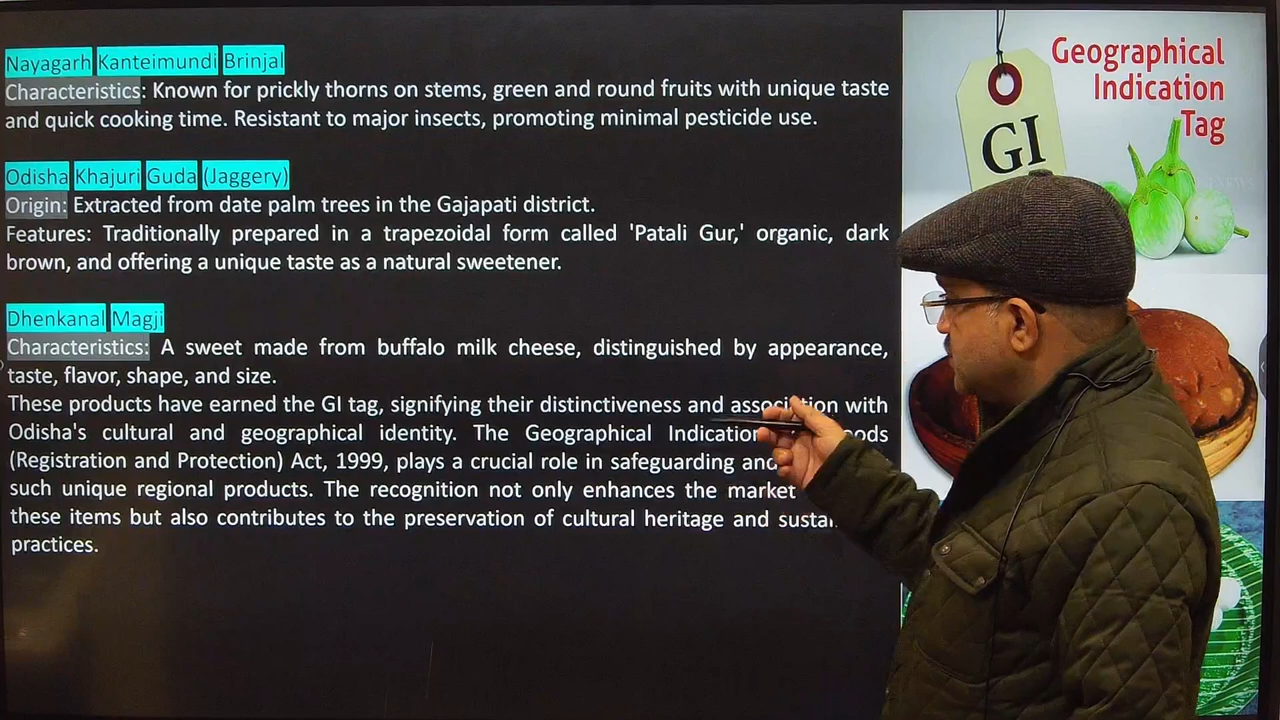 Nayagarh Kanteimundi Brinjal
Characteristics: Known for prickly thorns on stems, green and round fruits with unique taste
and quick cooking time. Resistant to major insects, promoting minimal pesticide use.
Odisha Khajuri Guda (Jaggery)
Origin: Extracted from date palm trees in the Gajapati district.
Features: Traditionally prepared in a trapezoidal form called 'Patali Gur,' organic, dark
brown, and offering a unique taste as a natural sweetener.
Dhenkanal Magji
Characteristics: A sweet made from buffalo milk cheese, distinguished by appearance,
taste, flavor, shape, and size.
These products have earned the GI tag, signifying their distinctiveness and association with
Odisha's cultural and geographical identity. The Geographical Indication
(Registration and Protection) Act, 1999, plays a crucial role in safeguarding and
such unique regional products. The recognition not only enhances the market
these items but also contributes to the preservation of cultural heritage and
practices.
Geographical
Indication
Tag
GI